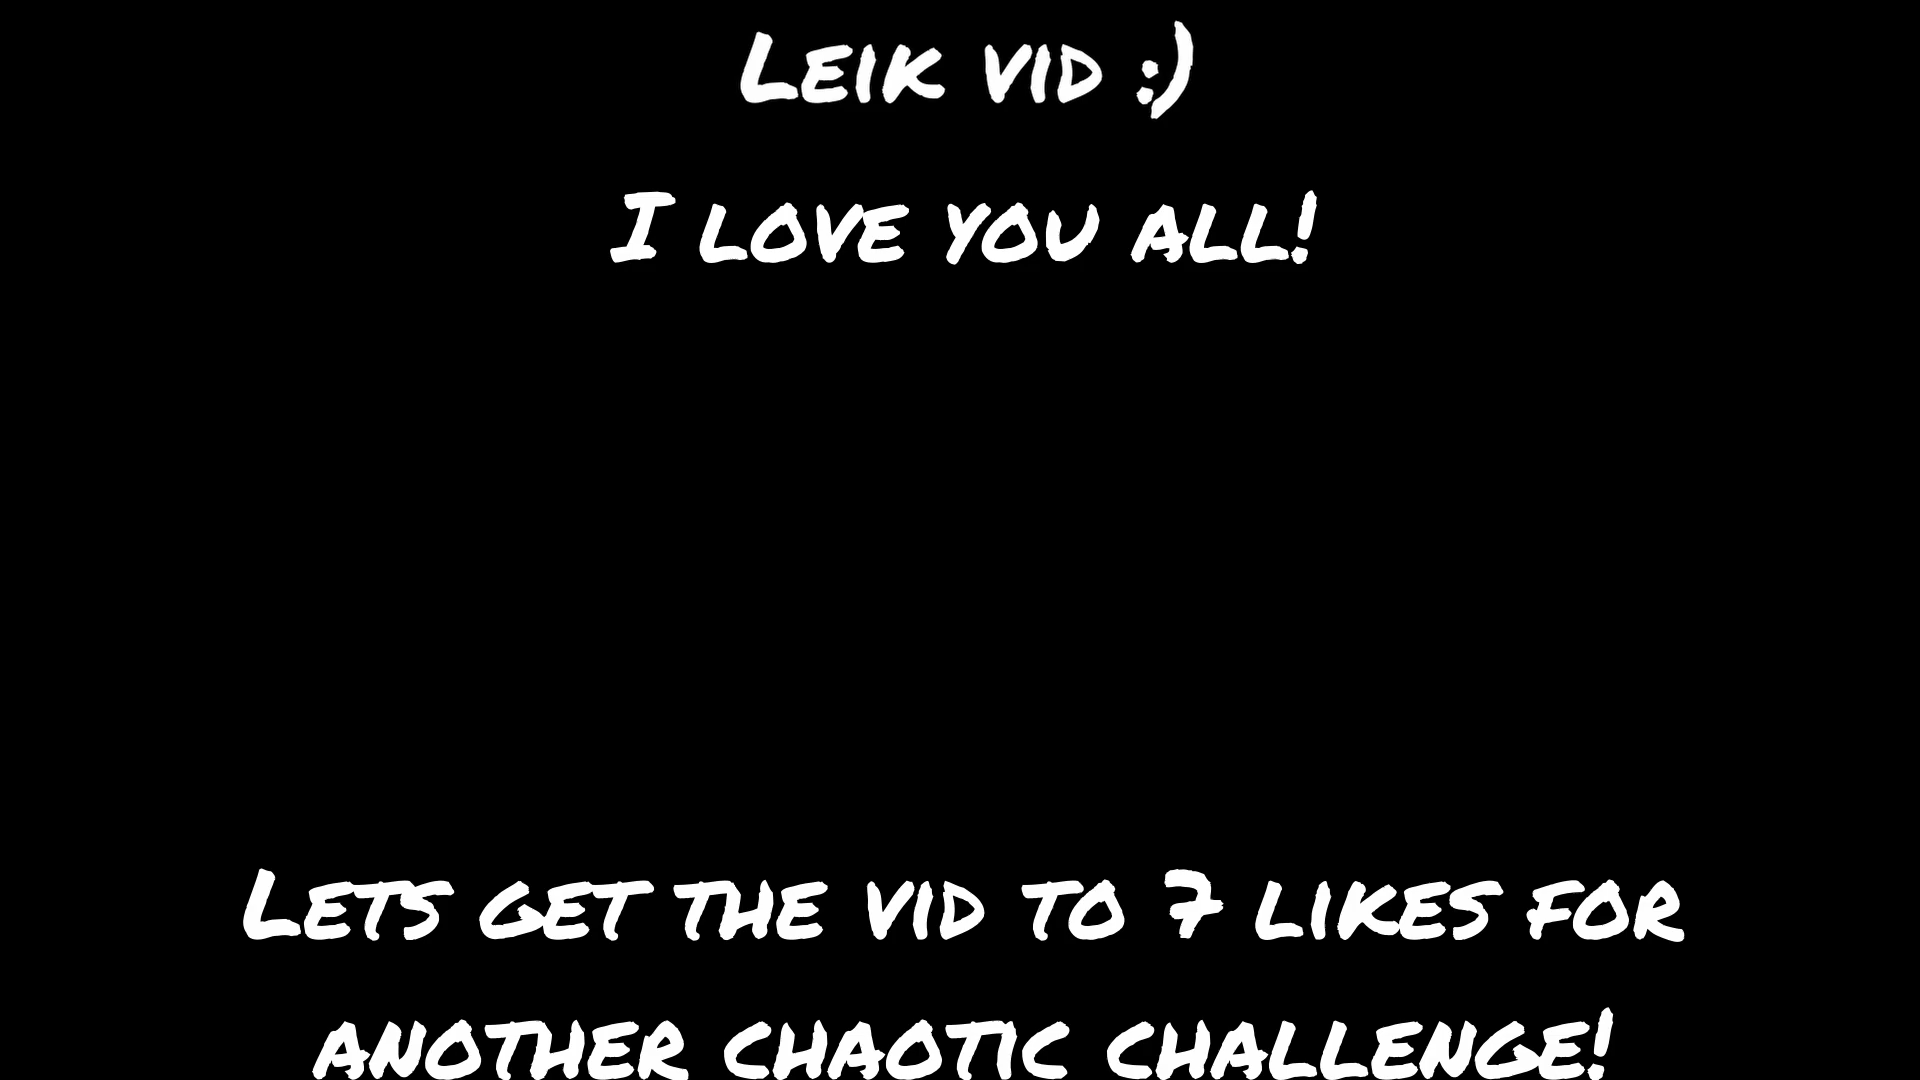 Leik vid :)
I love you all!
Lets get the vid to 7 likes for
another chaotic challenge!